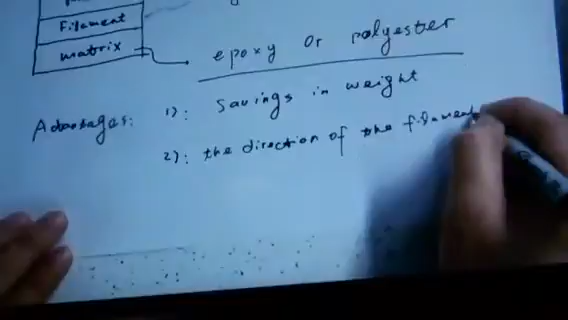 Filament
matrix
epoxy or polyester
Advantages: 1): Savings in weight
2): the direction of the filament